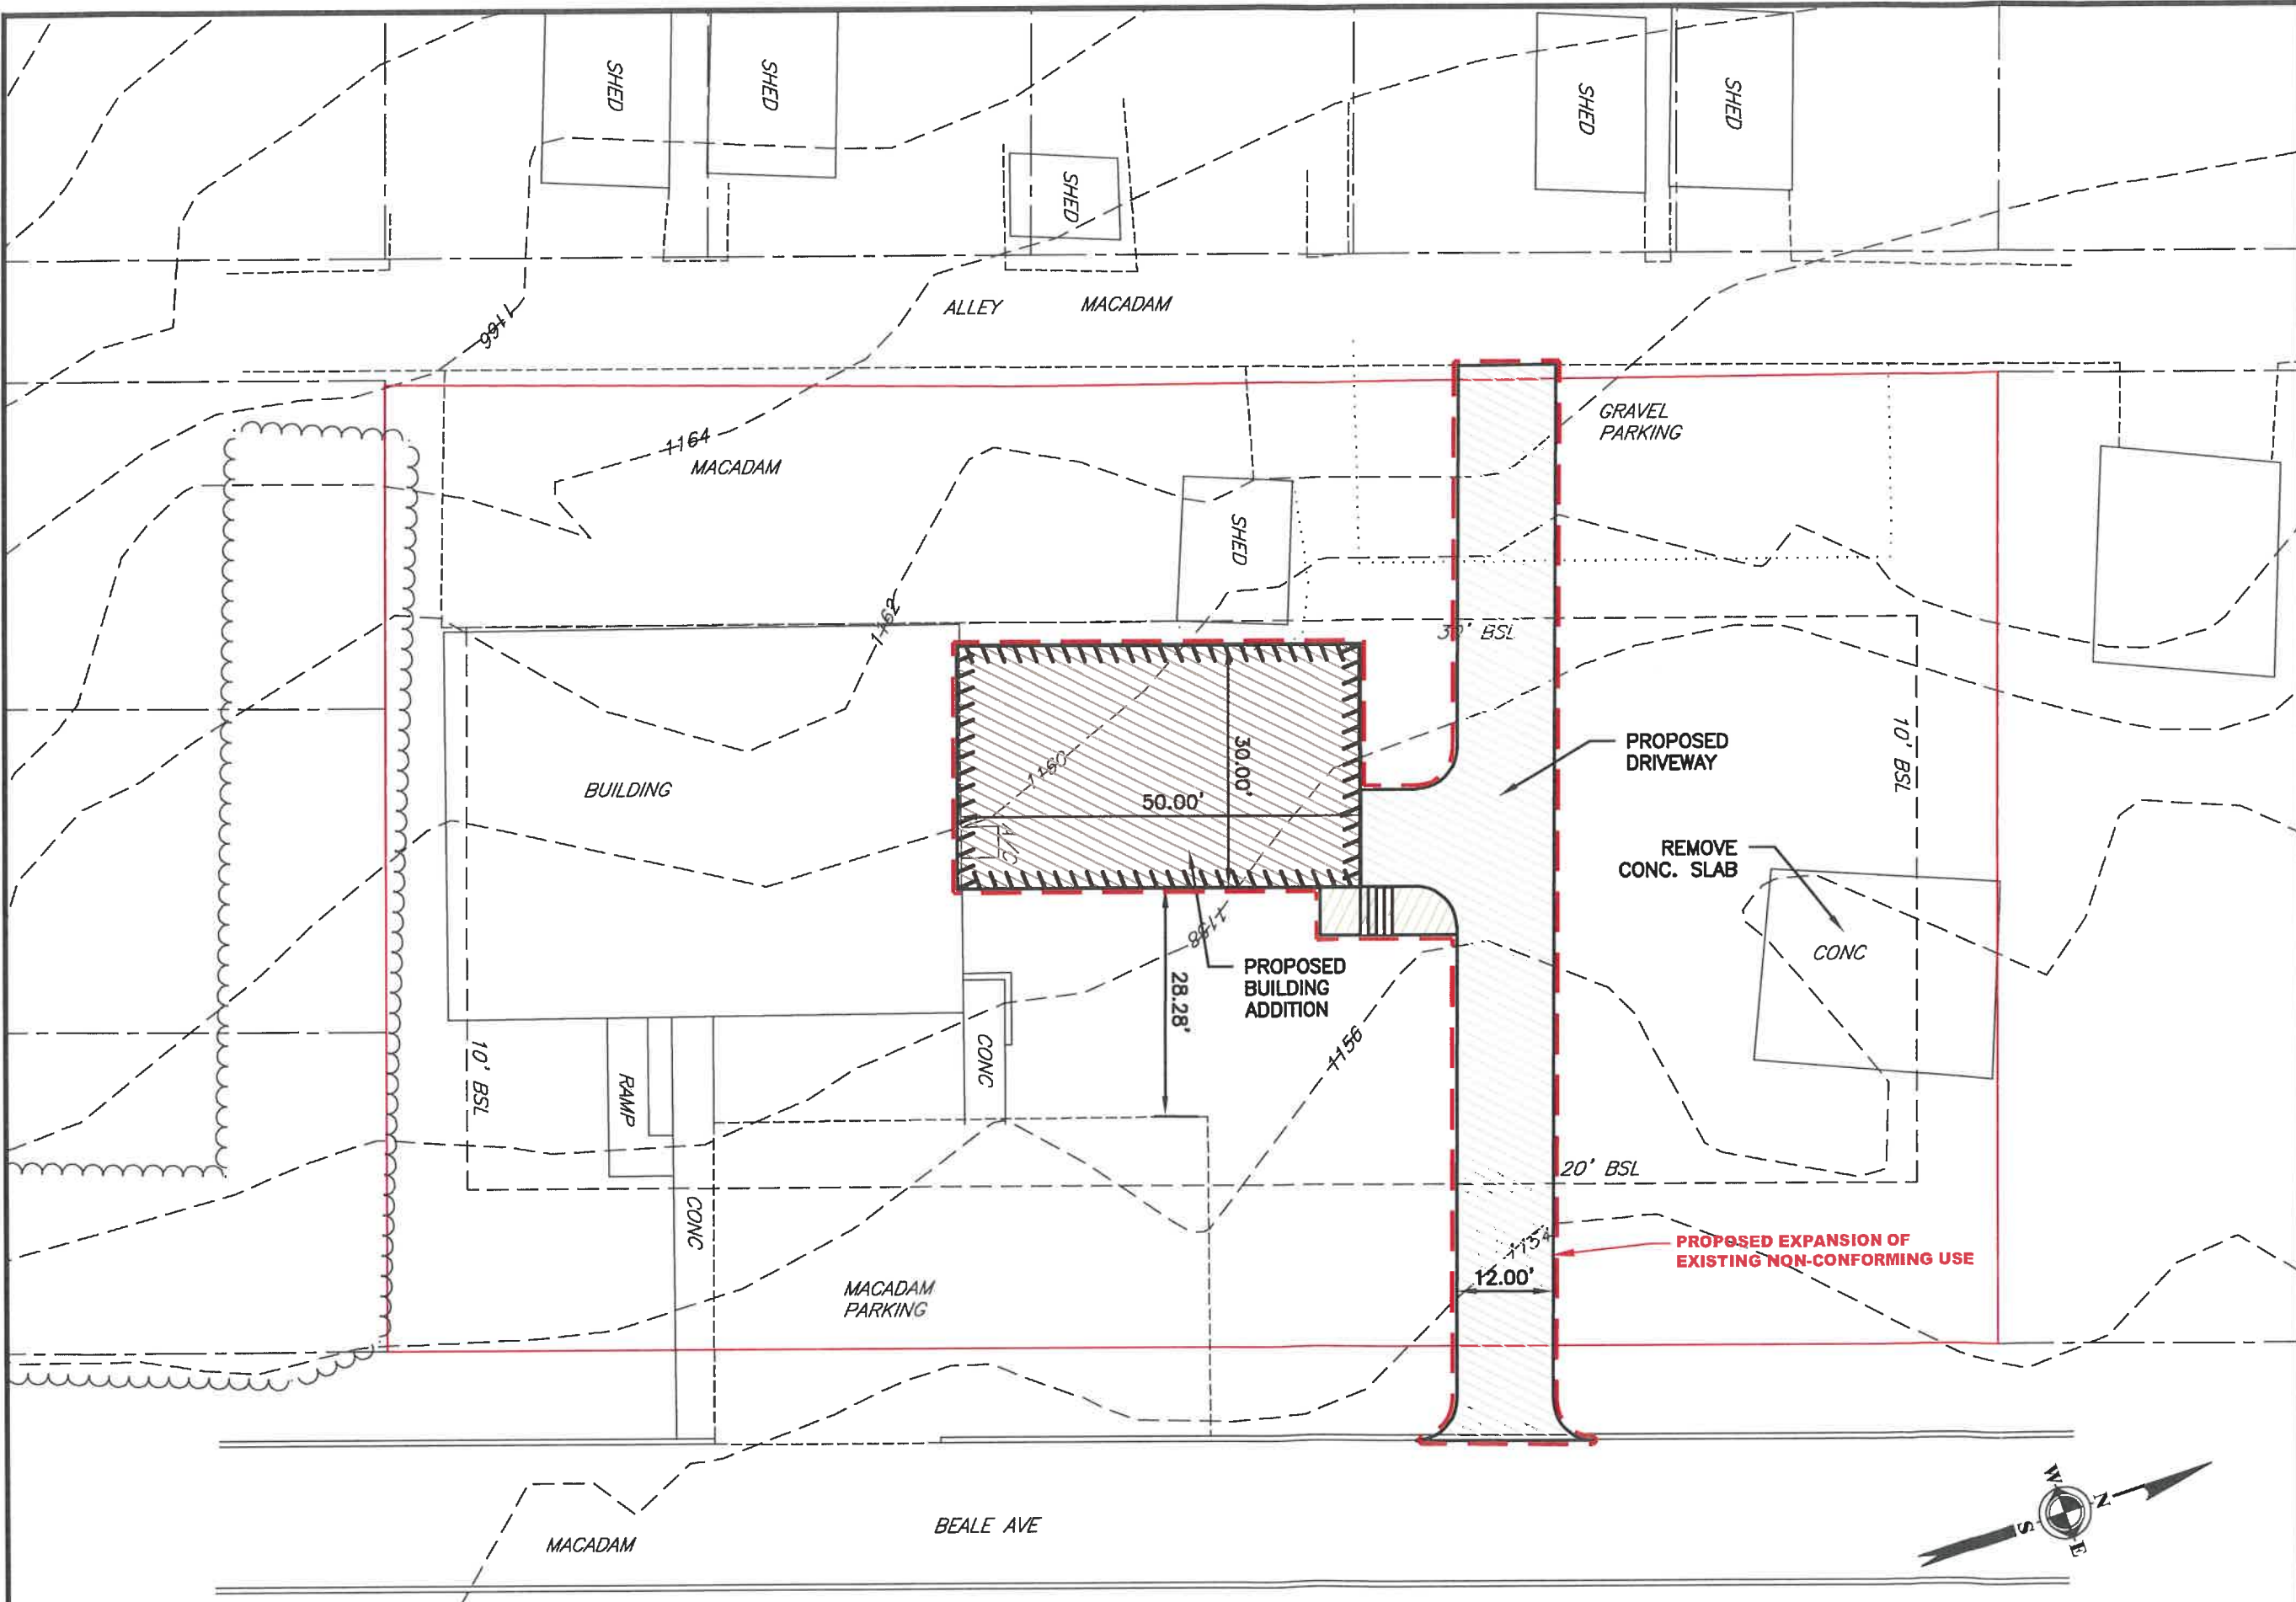 SHED
SHED
SHED
SHED
SHED
ALLEY
MACADAM
1166
GRAVEL
PARKING
1164
MACADAM
SHED
1162
30' BSL
PROPOSED
DRIVEWAY
10' BSL
30.00'
1160
BUILDING
50.00'
A/C
REMOVE
CONC. SLAB
1158
CONC
PROPOSED
BUILDING
ADDITION
28.28'
1156
CONC
10' BSL
RAMP
20' BSL
CONC
PROPOSED EXPANSION OF
EXISTING NON-CONFORMING USE
1154
12.00'
MACADAM
PARKING
BEALE AVE
MACADAM
W
N
S
E